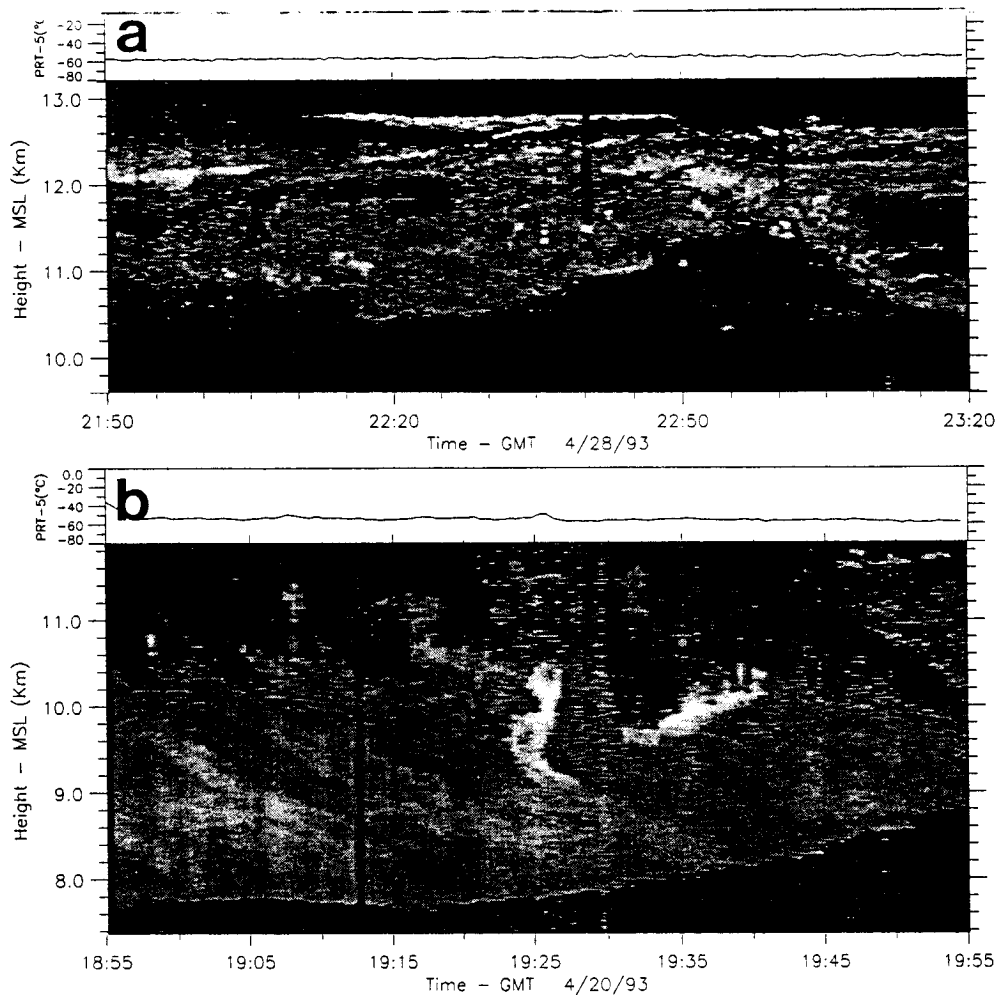 a
PRT-5(°C
-20
-40
-60
-80
Height - MSL (Km)
13.0
12.0
11.0
10.0
21:50 22:20 22:50 23:20
Time - GMT 4/28/93
b
PRT-5(°C)
0.0
-20
-40
-60
-80
Height - MSL (Km)
11.0
10.0
9.0
8.0
18:55 19:05 19:15 19:25 19:35 19:45 19:55
Time - GMT 4/20/93